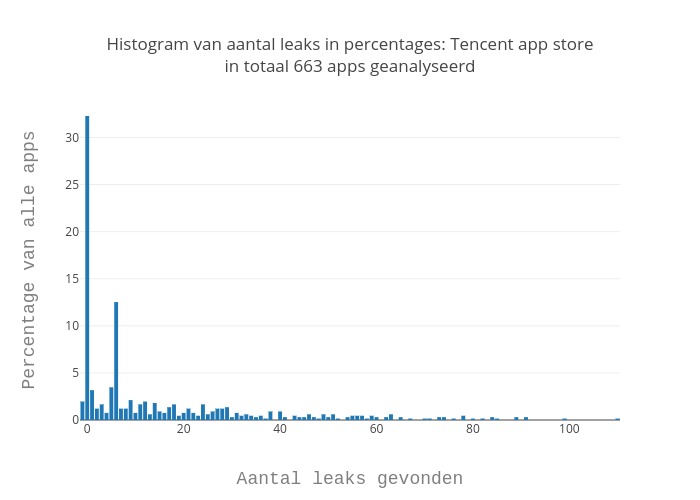 Histogram van aantal leaks in percentages: Tencent app store
in totaal 663 apps geanalyseerd
Percentage van alle apps
30
25
20
15
10
5
0
0 20 40 60 80 100
Aantal leaks gevonden